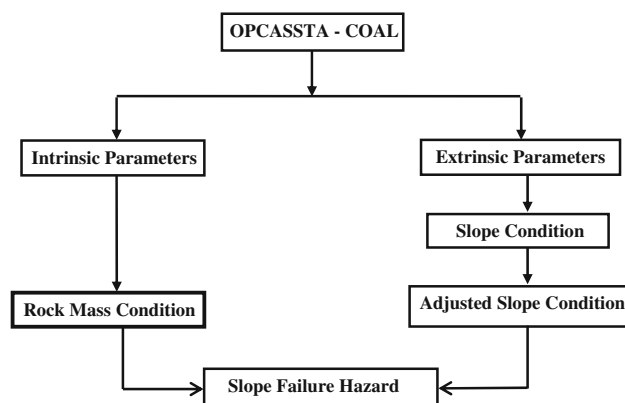 OPCASSTA - COAL
Intrinsic Parameters
Extrinsic Parameters
Slope Condition
Rock Mass Condition
Adjusted Slope Condition
Slope Failure Hazard